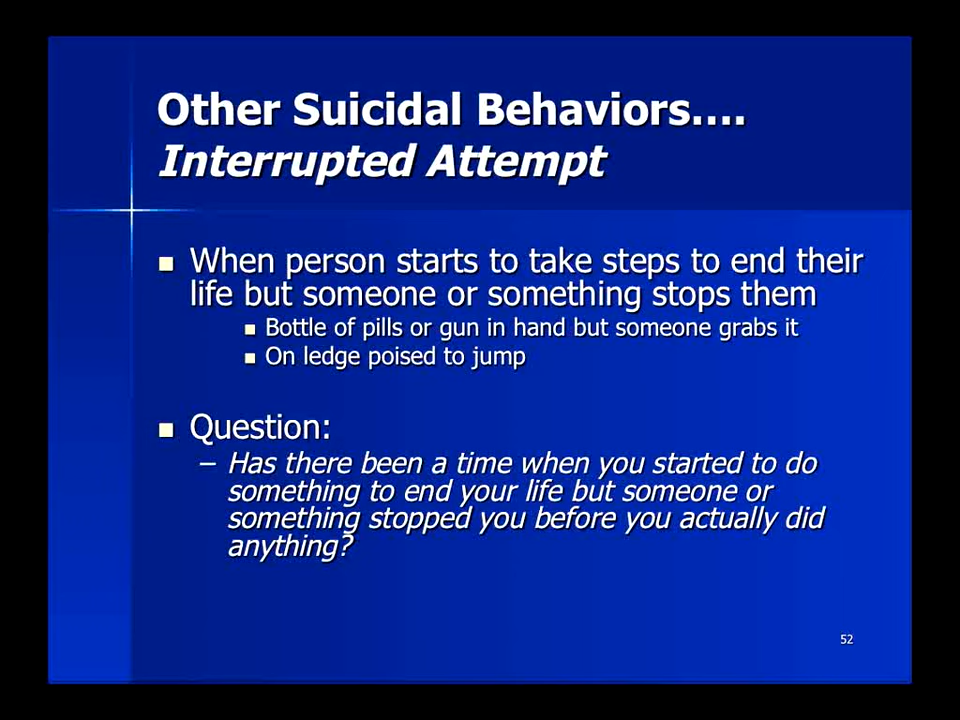 Other Suicidal Behaviors....
Interrupted Attempt
When person starts to take steps to end their
life but someone or something stops them
Bottle of pills or gun in hand but someone grabs it
On ledge poised to jump
Question:
– Has there been a time when you started to do
something to end your life but someone or
something stopped you before you actually did
anything?
52